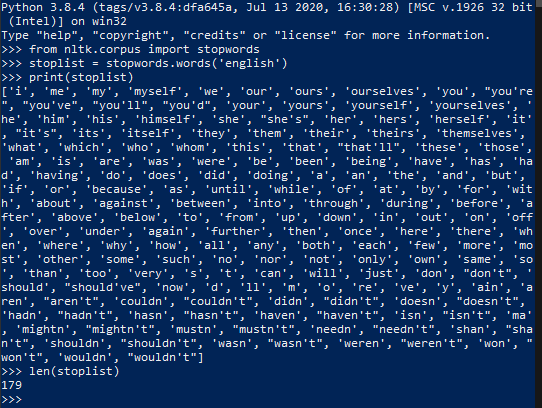 Python 3.8.4 (tags/v3.8.4:dfa645a, Jul 13 2020, 16:30:28) [MSC v.1926 32 bit
 (Intel)] on win32
Type "help", "copyright", "credits" or "license" for more information.
>>> from nltk.corpus import stopwords
>>> stoplist = stopwords.words('english')
>>> print(stoplist)
['i', 'me', 'my', 'myself', 'we', 'our', 'ours', 'ourselves', 'you', "you're
", "you've", "you'll", "you'd", 'your', 'yours', 'yourself', 'yourselves', '
he', 'him', 'his', 'himself', 'she', "she's", 'her', 'hers', 'herself', 'it'
, "it's", 'its', 'itself', 'they', 'them', 'their', 'theirs', 'themselves',
'what', 'which', 'who', 'whom', 'this', 'that', "that'll", 'these', 'those',
 'am', 'is', 'are', 'was', 'were', 'be', 'been', 'being', 'have', 'has', 'ha
d', 'having', 'do', 'does', 'did', 'doing', 'a', 'an', 'the', 'and', 'but',
'if', 'or', 'because', 'as', 'until', 'while', 'of', 'at', 'by', 'for', 'wit
h', 'about', 'against', 'between', 'into', 'through', 'during', 'before', 'a
fter', 'above', 'below', 'to', 'from', 'up', 'down', 'in', 'out', 'on', 'off
', 'over', 'under', 'again', 'further', 'then', 'once', 'here', 'there', 'wh
en', 'where', 'why', 'how', 'all', 'any', 'both', 'each', 'few', 'more', 'mo
st', 'other', 'some', 'such', 'no', 'nor', 'not', 'only', 'own', 'same', 'so
', 'than', 'too', 'very', 's', 't', 'can', 'will', 'just', 'don', "don't", '
should', "should've", 'now', 'd', 'll', 'm', 'o', 're', 've', 'y', 'ain', 'a
ren', "aren't", 'couldn', "couldn't", 'didn', "didn't", 'doesn', "doesn't",
'hadn', "hadn't", 'hasn', "hasn't", 'haven', "haven't", 'isn', "isn't", 'ma'
, 'mightn', "mightn't", 'mustn', "mustn't", 'needn', "needn't", 'shan', "sha
n't", 'shouldn', "shouldn't", 'wasn', "wasn't", 'weren', "weren't", 'won', "
won't", 'wouldn', "wouldn't"]
>>> len(stoplist)
179
>>>